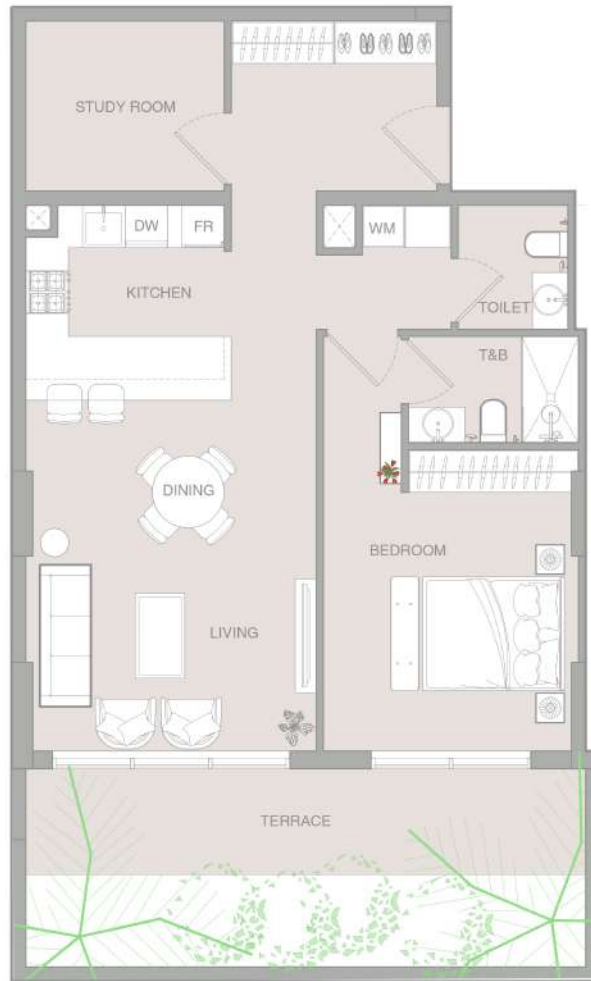 STUDY ROOM
DW
FR
WM
KITCHEN
TOILET
T&B
DINING
BEDROOM
LIVING
TERRACE